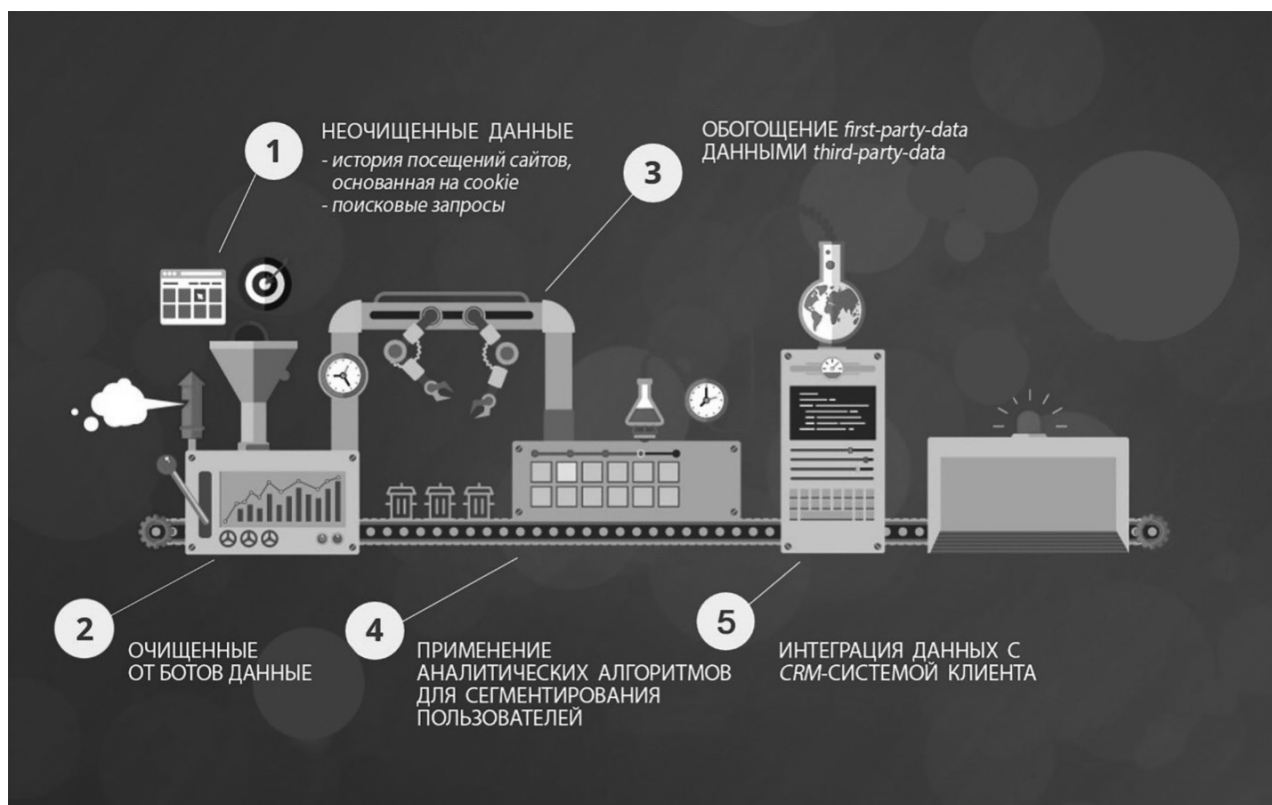 1
НЕОЧИЩЕННЫЕ ДАННЫЕ
- история посещений сайтов,
основанная на cookie
- поисковые запросы
3
ОБОГОЩЕНИЕ first-party-data
ДАННЫМИ third-party-data
2
ОЧИЩЕННЫЕ
ОТ БОТОВ ДАННЫЕ
4
ПРИМЕНЕНИЕ
АНАЛИТИЧЕСКИХ АЛГОРИТМОВ
ДЛЯ СЕГМЕНТИРОВАНИЯ
ПОЛЬЗОВАТЕЛЕЙ
5
ИНТЕГРАЦИЯ ДАННЫХ С
CRM-СИСТЕМОЙ КЛИЕНТА